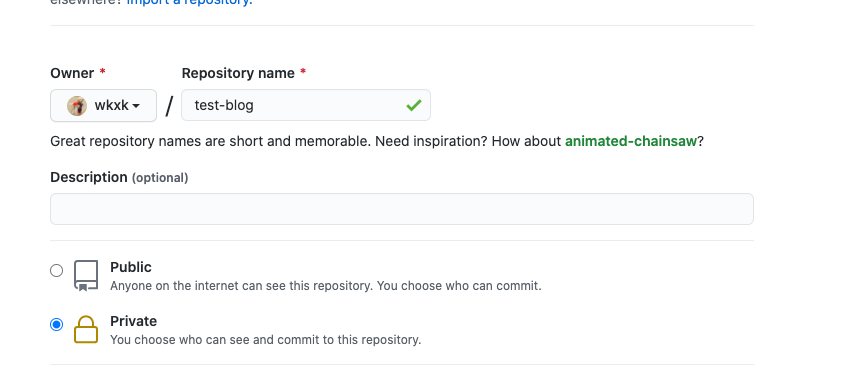 elsewhere? Import a repository.
Owner * Repository name *
wkxk / test-blog
Great repository names are short and memorable. Need inspiration? How about animated-chainsaw?
Description (optional)
Public
Anyone on the internet can see this repository. You choose who can commit.
Private
You choose who can see and commit to this repository.